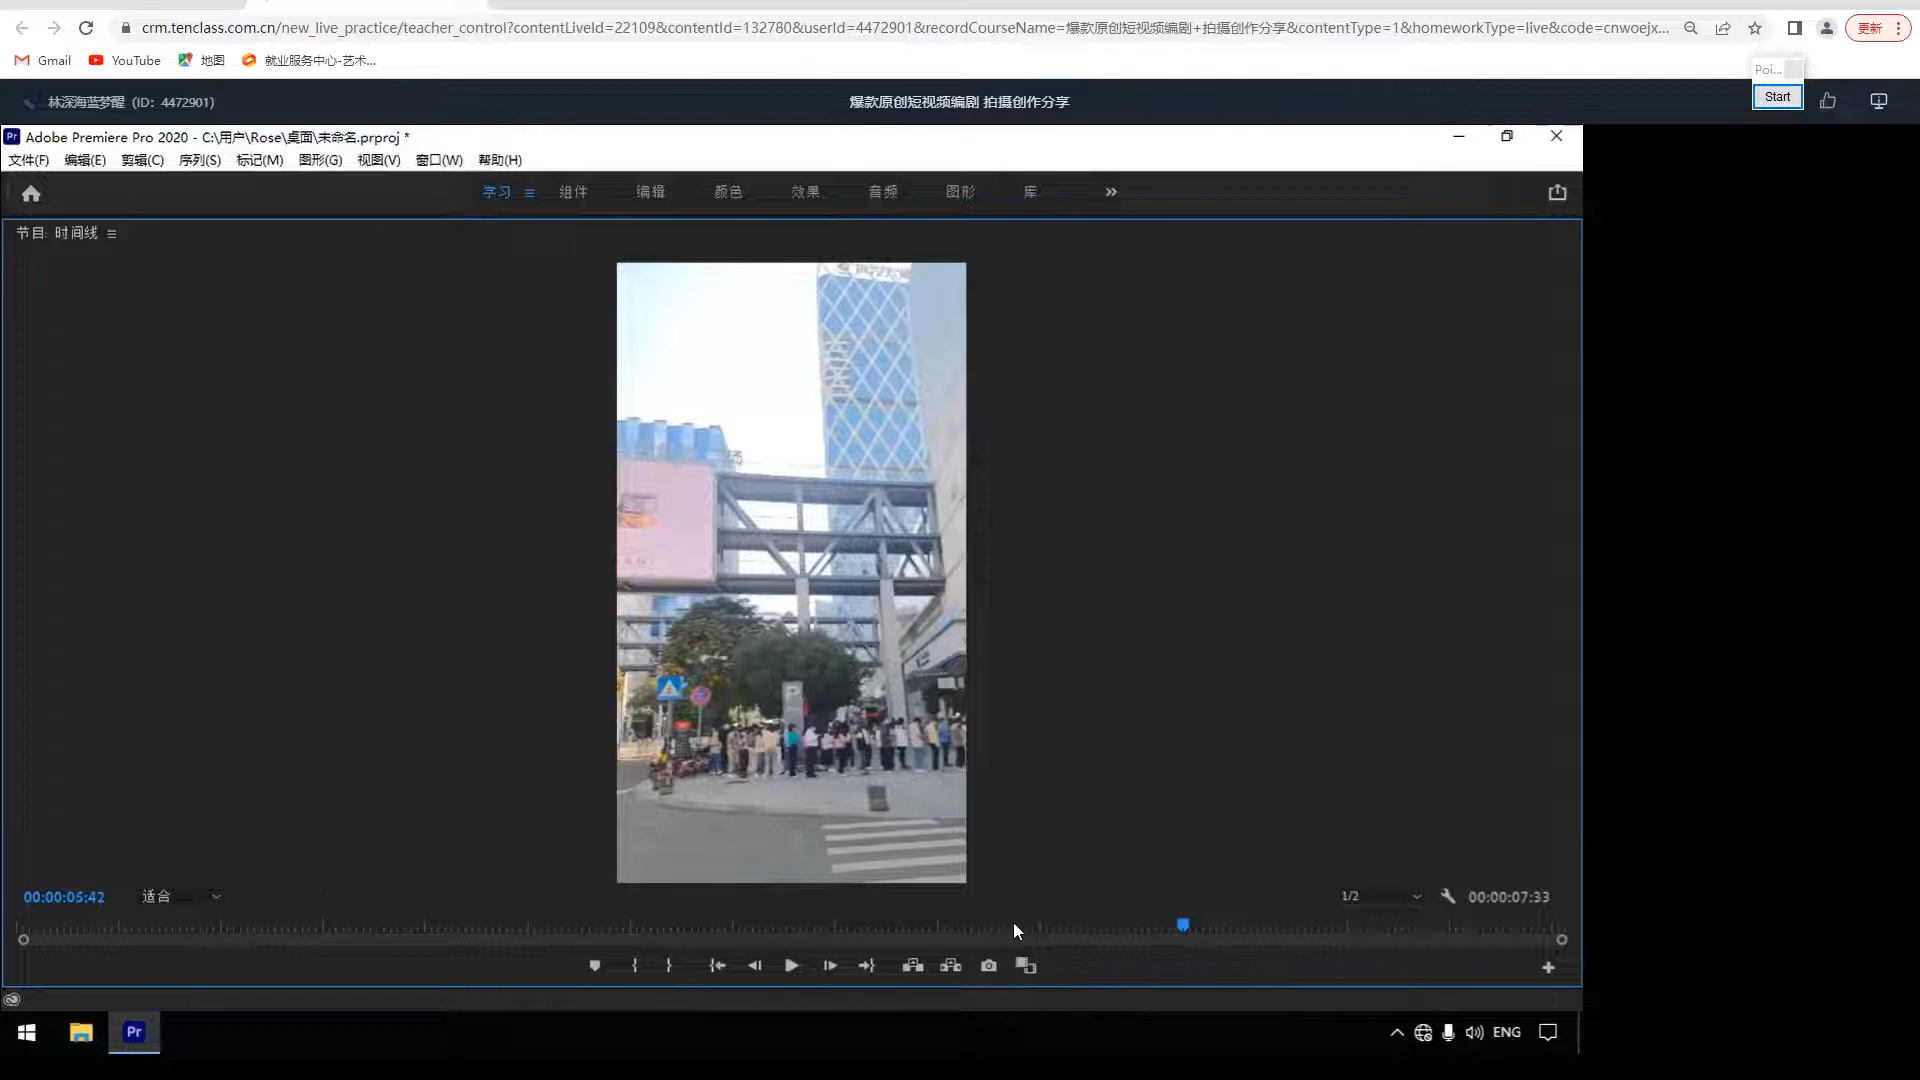 crm.tenclass.com.cn/new_live_practice/teacher_control?contentLiveId=22109&contentId=132780&userId=4472901&recordCourseName=爆款原创短视频编剧+拍摄创作分享&contentType=1&homeworkType=live&code=cnwoejx...
更新
Gmail YouTube 地图 就业服务中心-艺术...
Poi...
Start
林深海蓝梦醒 (ID: 4472901)
爆款原创短视频编剧 拍摄创作分享
Pr Adobe Premiere Pro 2020 - C:\用户\Rose\桌面\未命名.prproj *
文件(F) 编辑(E) 剪辑(C) 序列(S) 标记(M) 图形(G) 视图(V) 窗口(W) 帮助(H)
学习 组件 编辑 颜色 效果 音频 图形 库
节目: 时间线
00:00:05:42 适合 1/2 00:00:07:33
Pr
ENG